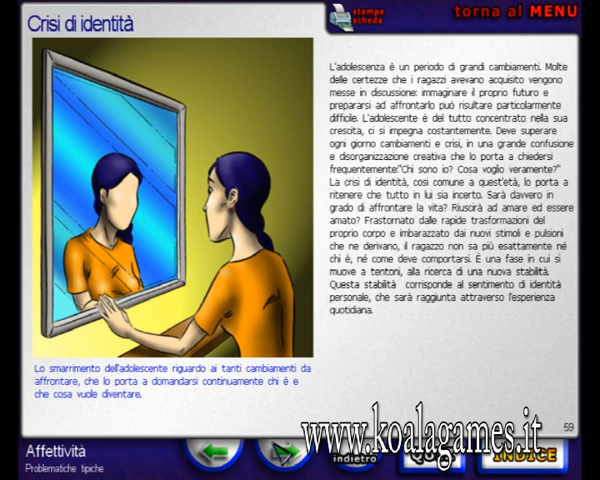 Crisi di identità
stampa
scheda
torna al MENU
L'adolescenza è un periodo di grandi cambiamenti. Molte
delle certezze che i ragazzi avevano acquisito vengono
messe in discussione: immaginare il proprio futuro e
prepararsi ad affrontarlo può risultare particolarmente
difficile. L'adolescente è del tutto concentrato nella sua
crescita, ci si impegna costantemente. Deve superare
ogni giorno cambiamenti e crisi, in una grande confusione
e disorganizzazione creativa che lo porta a chiedersi
frequentemente:"Chi sono io? Cosa voglio veramente?"
La crisi di identità, così comune a quest'età, lo porta a
ritenere che tutto in lui sia incerto. Sarà davvero in
grado di affrontare la vita? Riuscirà ad amare ed essere
amato? Frastornato dalle rapide trasformazioni del
proprio corpo e imbarazzato dai nuovi stimoli e pulsioni
che ne derivano, il ragazzo non sa più esattamente né
chi è, né come deve comportarsi. È una fase in cui si
muove a tentoni, alla ricerca di una nuova stabilità.
Questa stabilità corrisponde al sentimento di identità
personale, che sarà raggiunta attraverso l'esperienza
quotidiana.
Lo smarrimento dell'adolescente riguardo ai tanti cambiamenti da
affrontare, che lo porta a domandarsi continuamente chi è e
che cosa vuole diventare.
59
www.koalagames.it
Affettività
Problematiche tipiche
indietro
INDICE